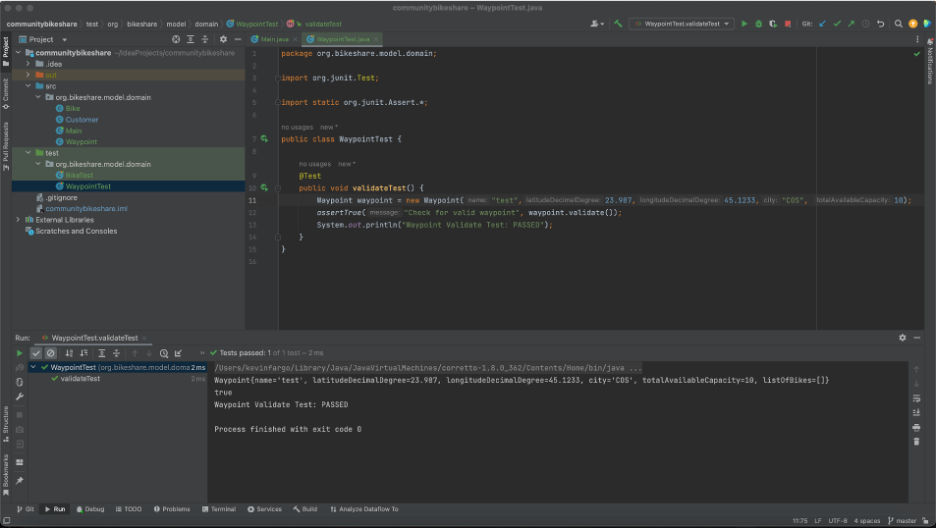 communitybikeshare – WaypointTest.java
communitybikeshare test org bikeshare model domain WaypointTest validateTest
WaypointTest.validateTest
Git:
Project
Main.java
WaypointTest.java
communitybikeshare ~/IdeaProjects/communitybikeshare
.idea
out
src
org.bikeshare.model.domain
Bike
Customer
Main
Waypoint
test
org.bikeshare.model.domain
BikeTest
WaypointTest
.gitignore
communitybikeshare.iml
External Libraries
Scratches and Consoles
Project
Commit
Pull Requests
Structure
Bookmarks
Notifications
1 package org.bikeshare.model.domain;
2
3 import org.junit.Test;
4
5 import static org.junit.Assert.*;
6
no usages new *
7 public class WaypointTest {
8
no usages new *
9 @Test
10 public void validateTest() {
11 Waypoint waypoint = new Waypoint( name: "test", latitudeDecimalDegree: 23.987, longitudeDecimalDegree: 45.1233, city: "COS", totalAvailableCapacity: 10);
12 assertTrue( message: "Check for valid waypoint", waypoint.validate());
13 System.out.println("Waypoint Validate Test: PASSED");
14 }
15 }
16
Run: WaypointTest.validateTest
Tests passed: 1 of 1 test – 2 ms
WaypointTest (org.bikeshare.model.doma 2 ms
validateTest 2 ms
/Users/kevinfargo/Library/Java/JavaVirtualMachines/corretto-1.8.0_362/Contents/Home/bin/java ...
Waypoint{name='test', latitudeDecimalDegree=23.987, longitudeDecimalDegree=45.1233, city='COS', totalAvailableCapacity=10, listOfBikes=[]}
true
Waypoint Validate Test: PASSED
Process finished with exit code 0
Git Run Debug TODO Problems Terminal Services Build Analyze Dataflow To
11:75 LF UTF-8 4 spaces master